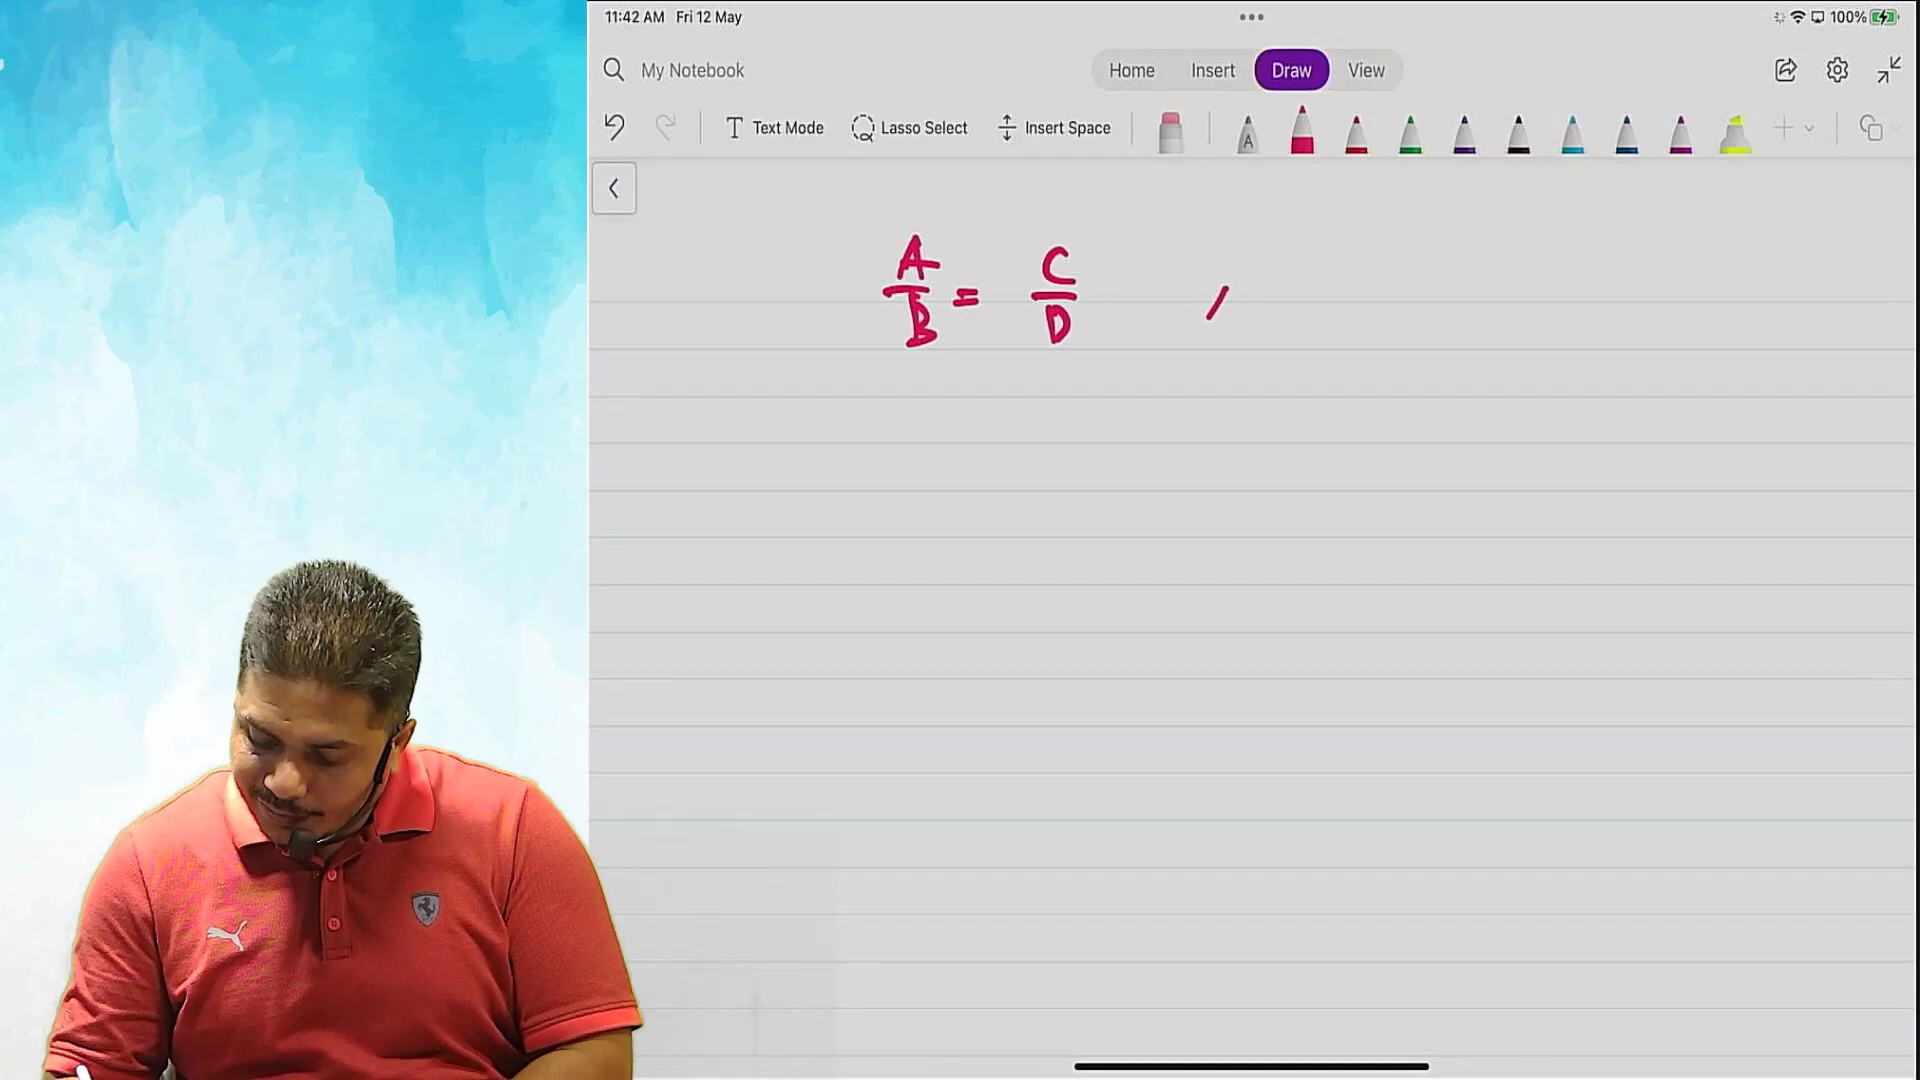 11:42 AM Fri 12 May
100%
My Notebook
Home Insert Draw View
Text Mode Lasso Select Insert Space
A
A/B = C/D ,